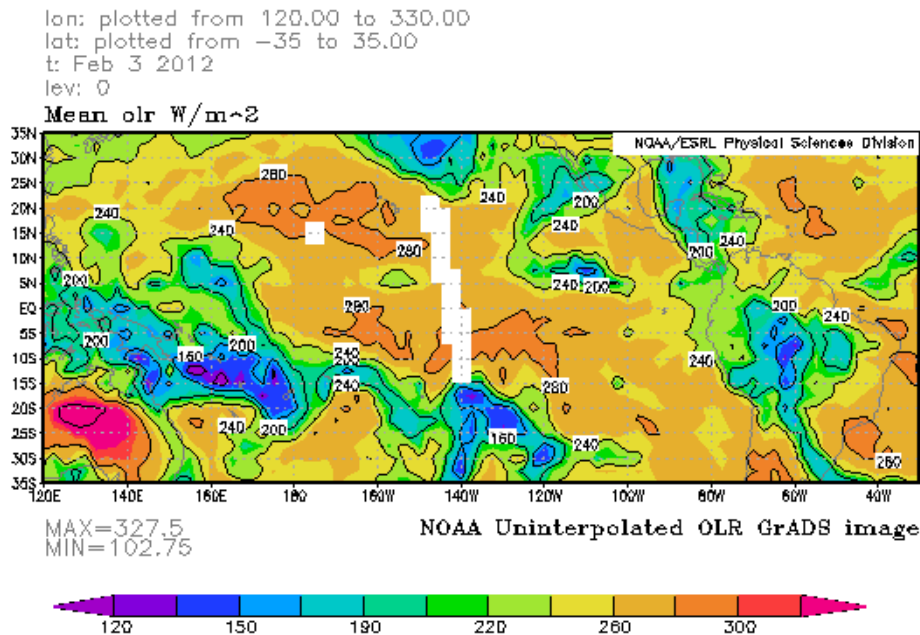 lon: plotted from 120.00 to 330.00
lat: plotted from -35 to 35.00
t: Feb 3 2012
lev: 0
Mean olr W/m^2
NOAA/ESRL Physical Sciences Division
35N
30N
25N
20N
15N
10N
5N
EQ
5S
10S
15S
20S
25S
30S
35S
280
240
200
240
240
240
280
200
240
240
200
200
280
200
200
240
200
240
160
200
240
240
280
240
200
160
240
280
120E
140E
160E
180
160W
140W
120W
100W
80W
60W
40W
MAX=327.5
MIN=102.75
NOAA Uninterpolated OLR GrADS image
120 150 190 220 260 300